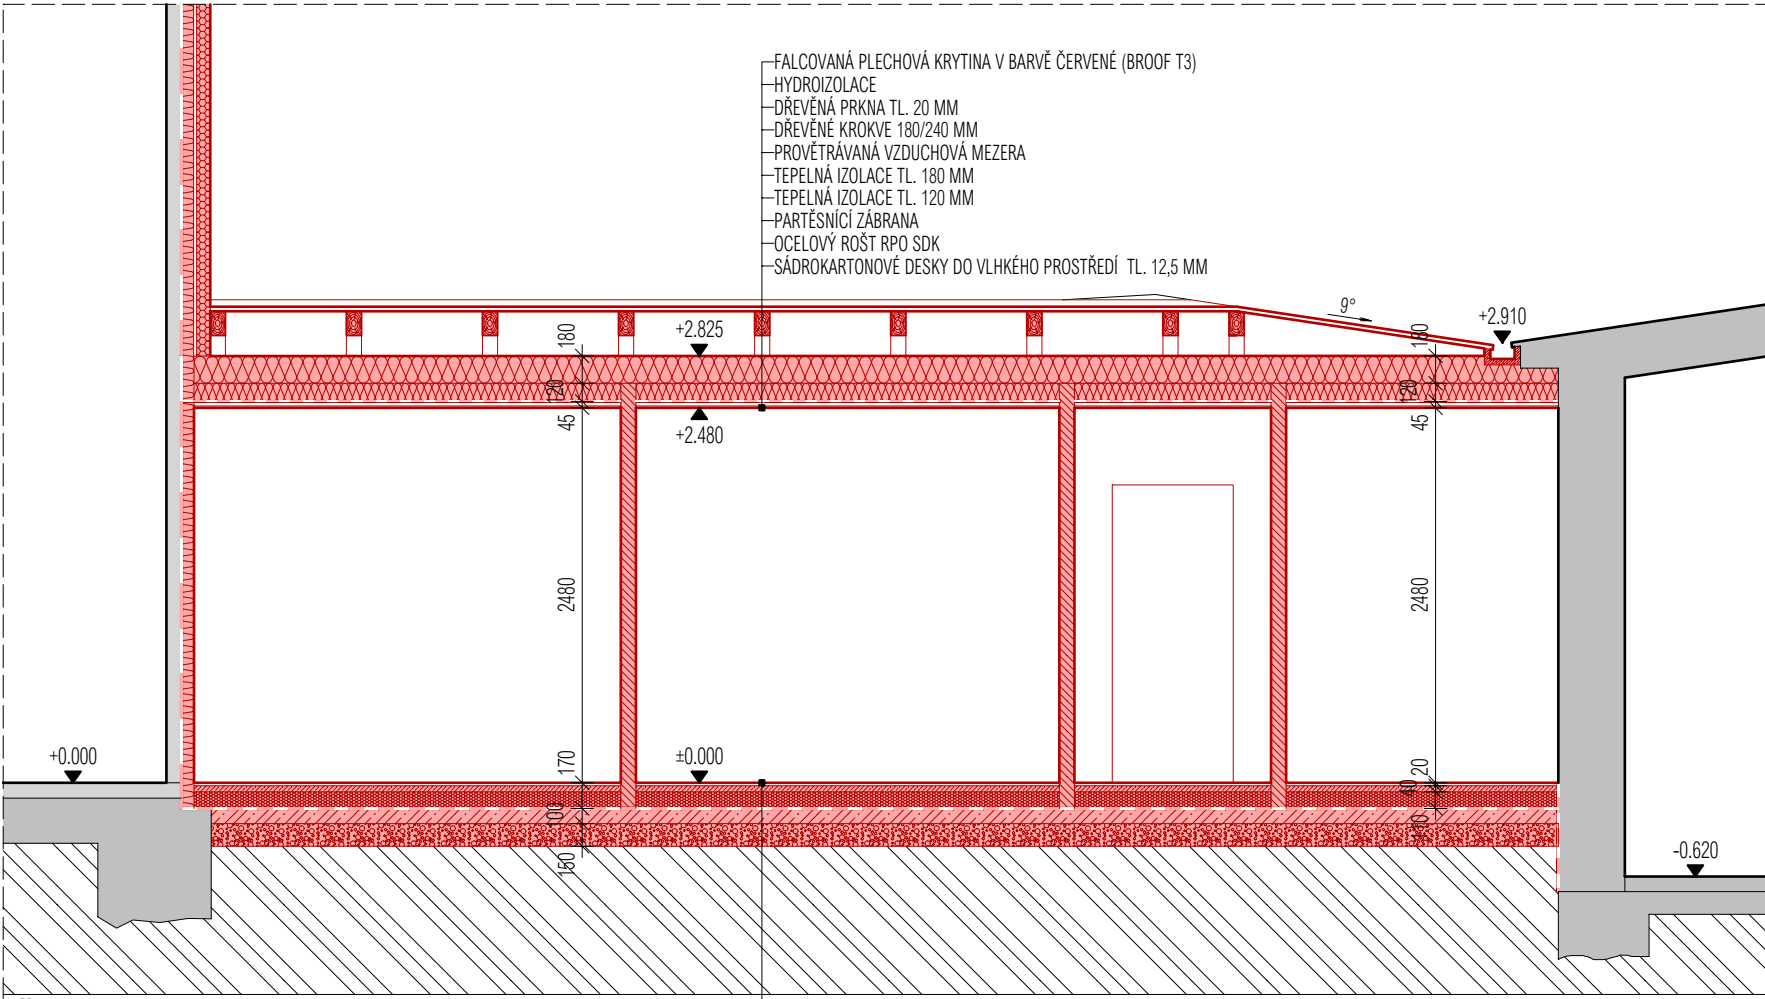 FALCOVANÁ PLECHOVÁ KRYTINA V BARVĚ ČERVENÉ (BROOF T3)
HYDROIZOLACE
DŘEVĚNÁ PRKNA TL. 20 MM
DŘEVĚNÉ KROKVE 180/240 MM
PROVĚTRÁVANÁ VZDUCHOVÁ MEZERA
TEPELNÁ IZOLACE TL. 180 MM
TEPELNÁ IZOLACE TL. 120 MM
PARTĚSNÍCÍ ZÁBRANA
OCELOVÝ ROŠT RPO SDK
SÁDROKARTONOVÉ DESKY DO VLHKÉHO PROSTŘEDÍ TL. 12,5 MM
9°
+2.910
+2.825
180
180
120
120
45
45
+2.480
2480
2480
+0.000
±0.000
170
20
40
100
110
150
-0.620